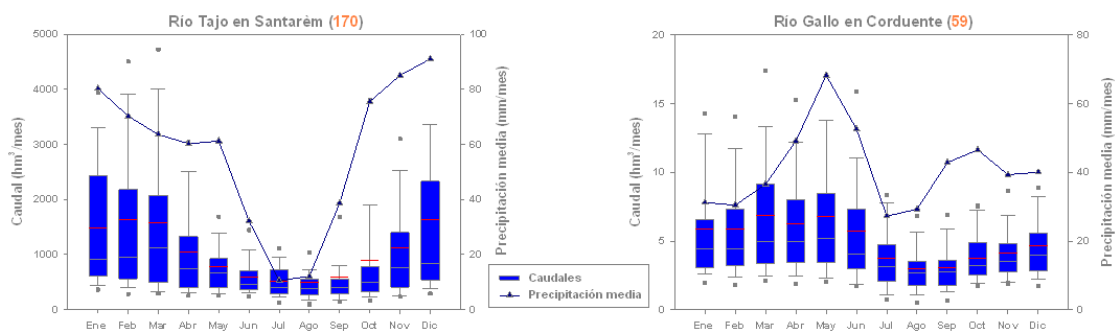 Río Tajo en Santarèm (170)
5000
4000
3000
2000
1000
0
Caudal (hm³/mes)
100
80
60
40
20
0
Precipitación media (mm/mes)
Ene Feb Mar Abr May Jun Jul Ago Sep Oct Nov Dic
Caudales
Precipitación media
Río Gallo en Corduente (59)
20
15
10
5
0
Caudal (hm³/mes)
80
60
40
20
0
Precipitación media (mm/mes)
Ene Feb Mar Abr May Jun Jul Ago Sep Oct Nov Dic